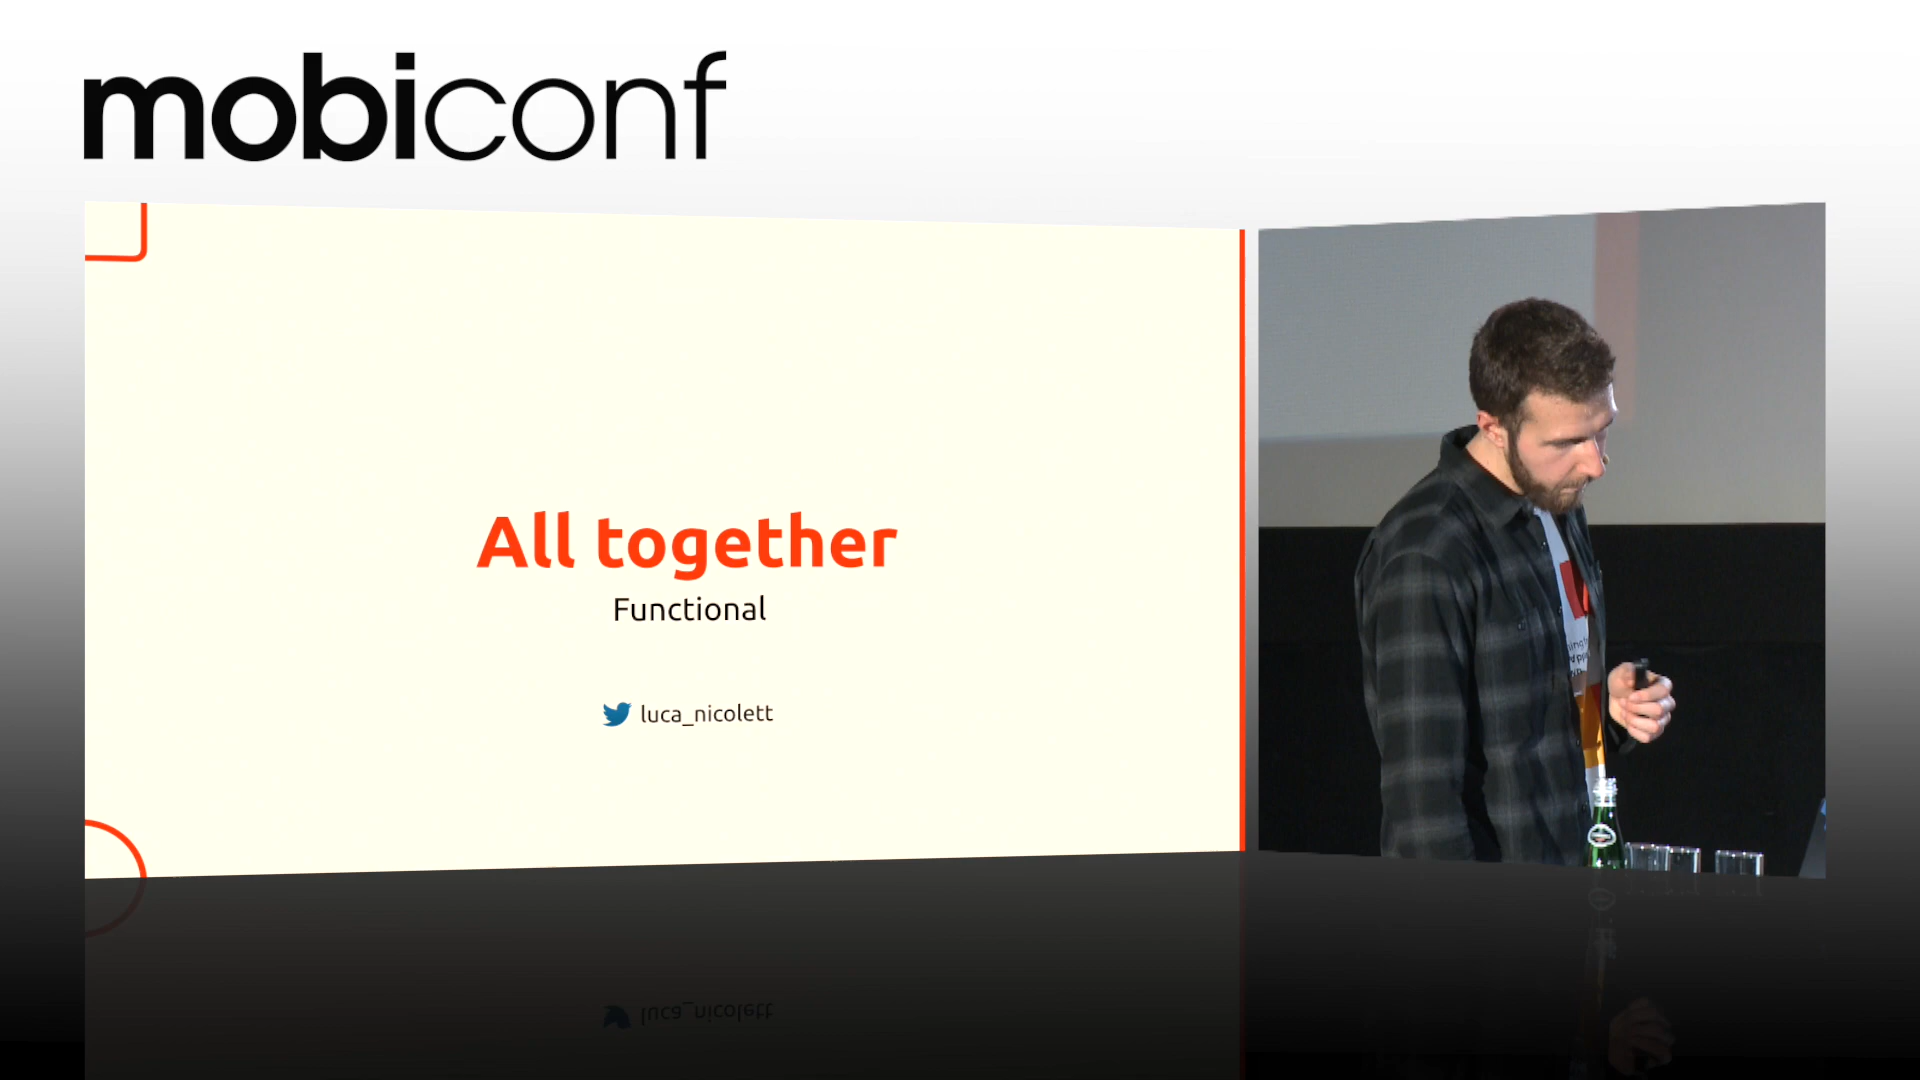 mobiconf
All together
Functional
luca_nicolett